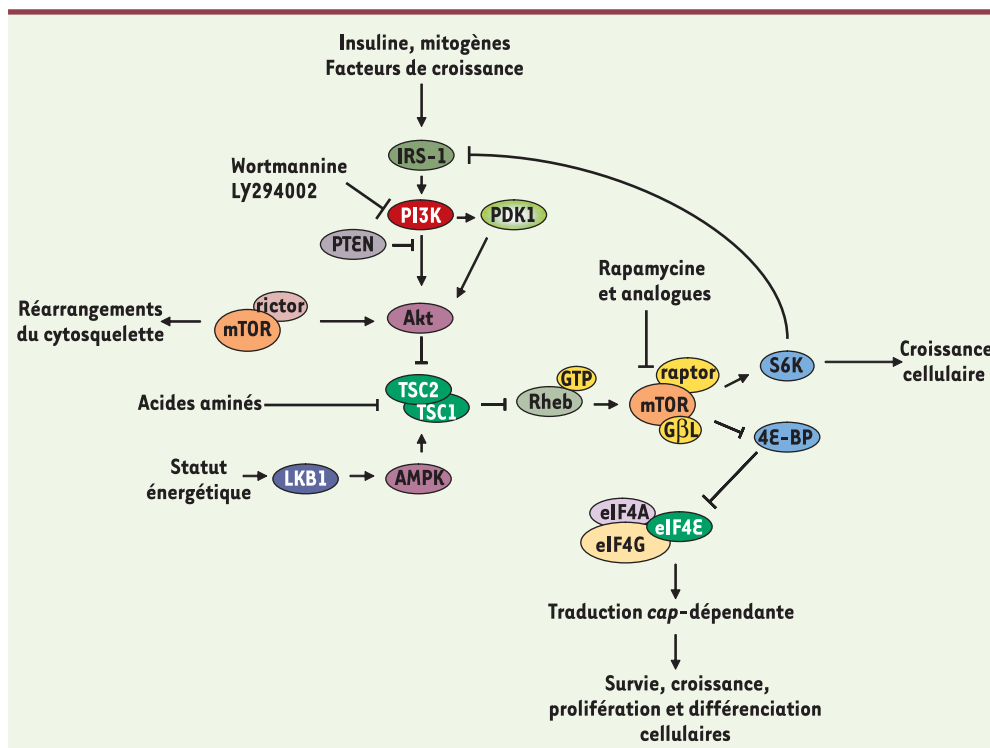 Insuline, mitogènes
Facteurs de croissance
IRS-1
Wortmannine
LY294002
PI3K
PDK1
PTEN
Rapamycine
et analogues
Réarrangements
du cytosquelette
rictor
mTOR
Akt
GTP
raptor
S6K
Croissance
cellulaire
TSC2
TSC1
Rheb
mTOR
GβL
Acides aminés
4E-BP
Statut
énergétique
LKB1
AMPK
eIF4A
eIF4E
eIF4G
Traduction cap-dépendante
Survie, croissance,
prolifération et différenciation
cellulaires